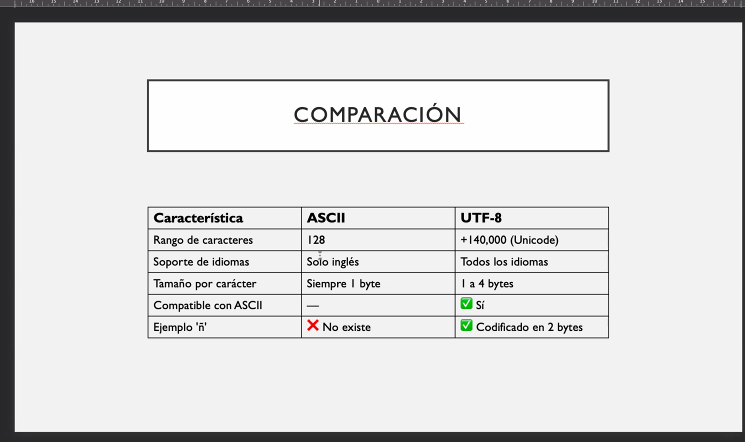 COMPARACIÓN
Característica ASCII UTF-8
Rango de caracteres 128 +140,000 (Unicode)
Soporte de idiomas Solo inglés Todos los idiomas
Tamaño por carácter Siempre 1 byte 1 a 4 bytes
Compatible con ASCII — ✅ Sí
Ejemplo 'ñ' ❌ No existe ✅ Codificado en 2 bytes